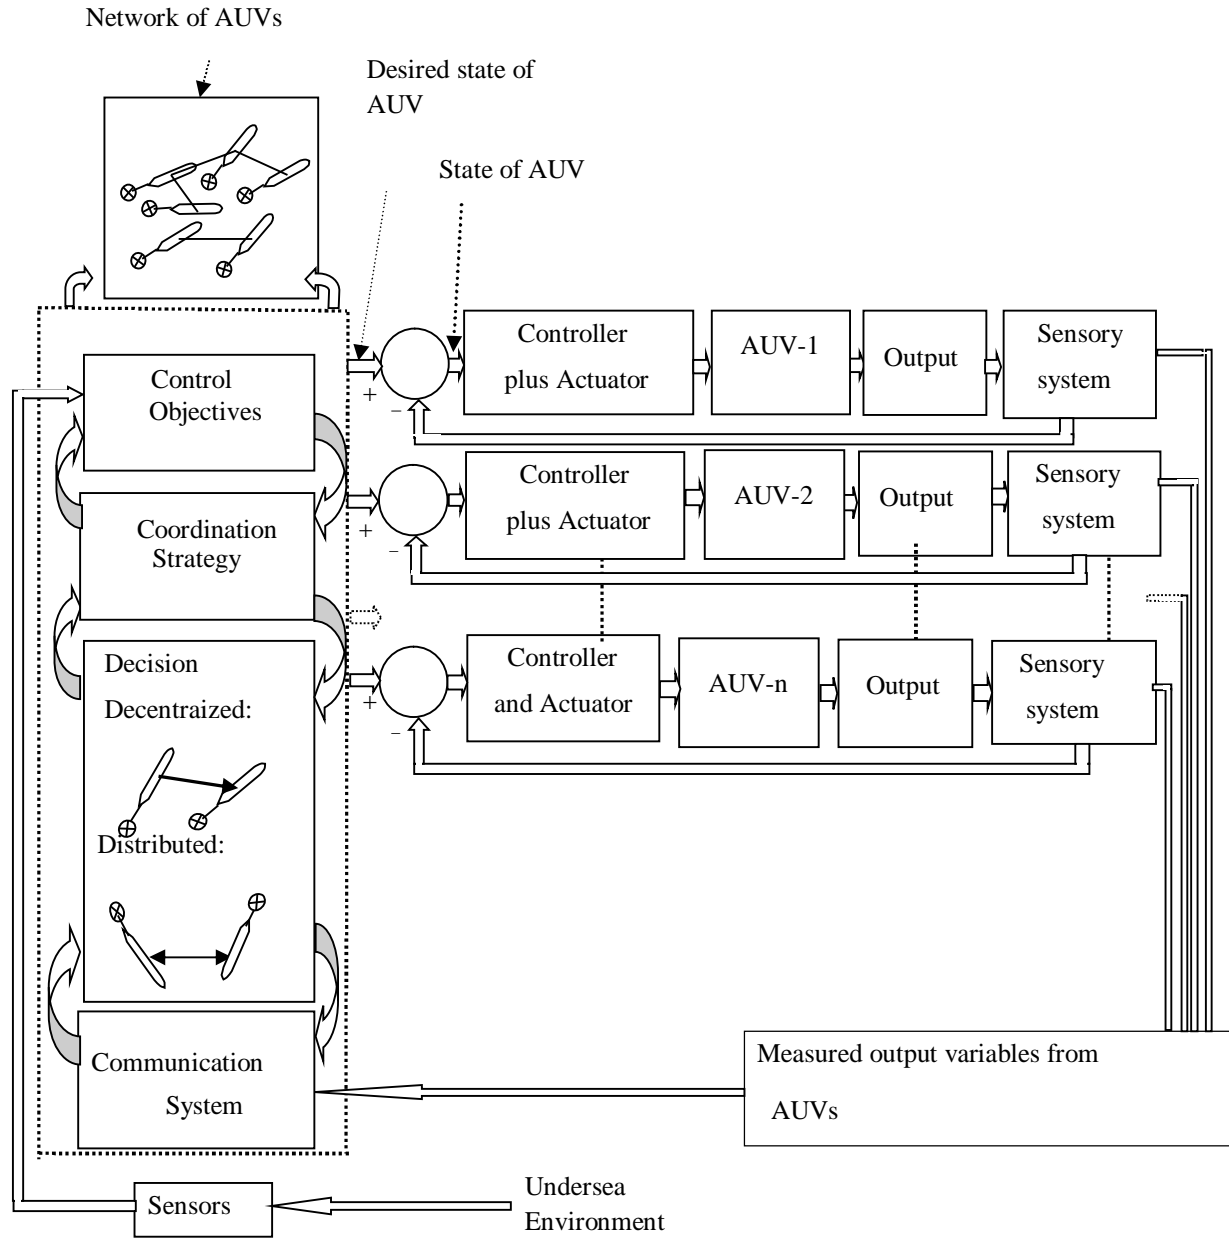 Network of AUVs
Desired state of
AUV
State of AUV
Controller
plus Actuator
AUV-1
Output
Sensory
system
+
−
Control
Objectives
Controller
plus Actuator
AUV-2
Output
Sensory
system
+
−
Coordination
Strategy
Controller
and Actuator
AUV-n
Output
Sensory
system
+
−
Decision
Decentraized:
Distributed:
Communication
System
Measured output variables from
AUVs
Sensors
Undersea
Environment